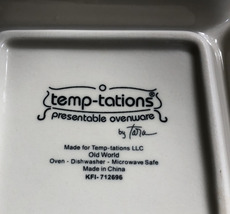 temp-tations®
presentable ovenware
by Tara
Made for Temp-tations LLC
Old World
Oven - Dishwasher - Microwave Safe
Made in China
KFI- 712696